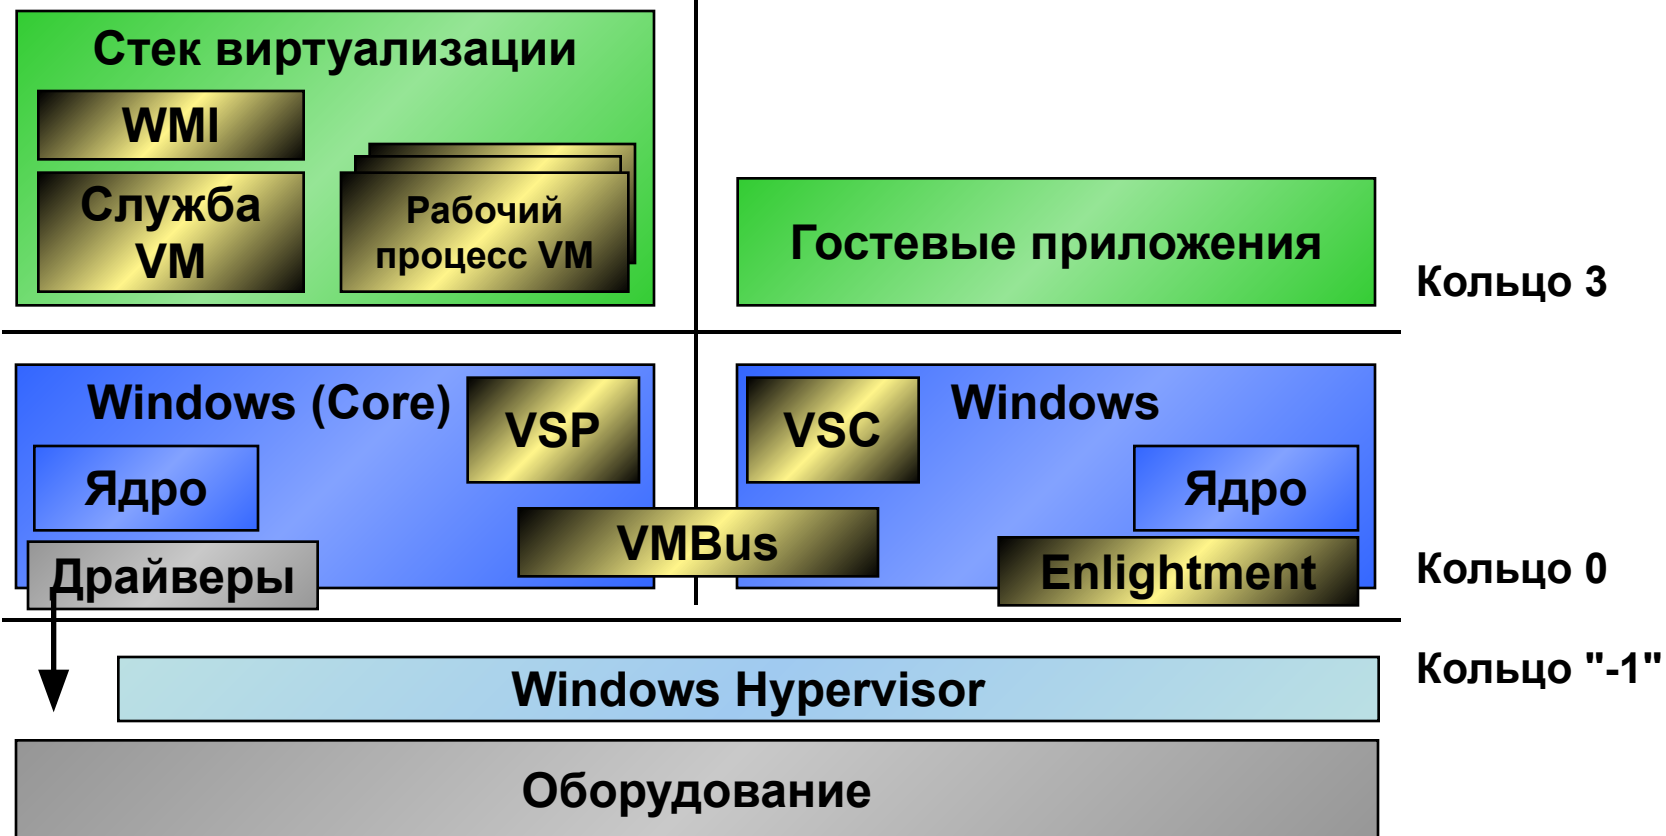 Стек виртуализации
WMI
Служба
VM
Рабочий
процесс VM
Гостевые приложения
Кольцо 3
Windows (Core)
VSP
VSC
Windows
Ядро
Ядро
VMBus
Драйверы
Enlightment
Кольцо 0
Кольцо "-1"
Windows Hypervisor
Оборудование